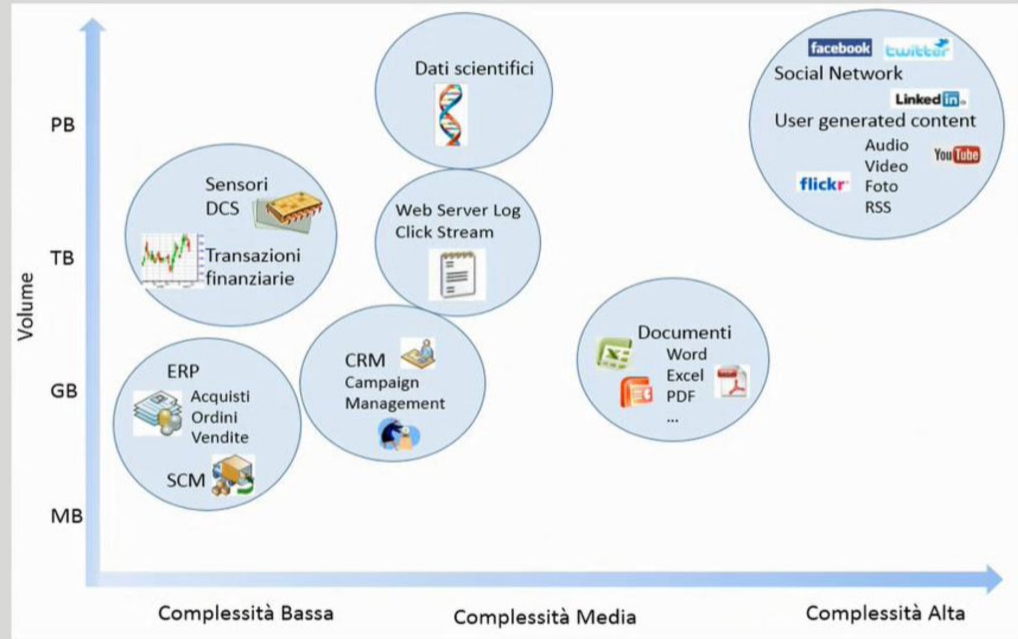 Volume
PB
TB
GB
MB
Dati scientifici
facebook
twitter
Social Network
Linked in
User generated content
Audio
Video
Foto
RSS
You Tube
flickr
Sensori
DCS
Transazioni
finanziarie
Web Server Log
Click Stream
ERP
Acquisti
Ordini
Vendite
SCM
CRM
Campaign
Management
Documenti
Word
Excel
PDF
...
Complessità Bassa
Complessità Media
Complessità Alta